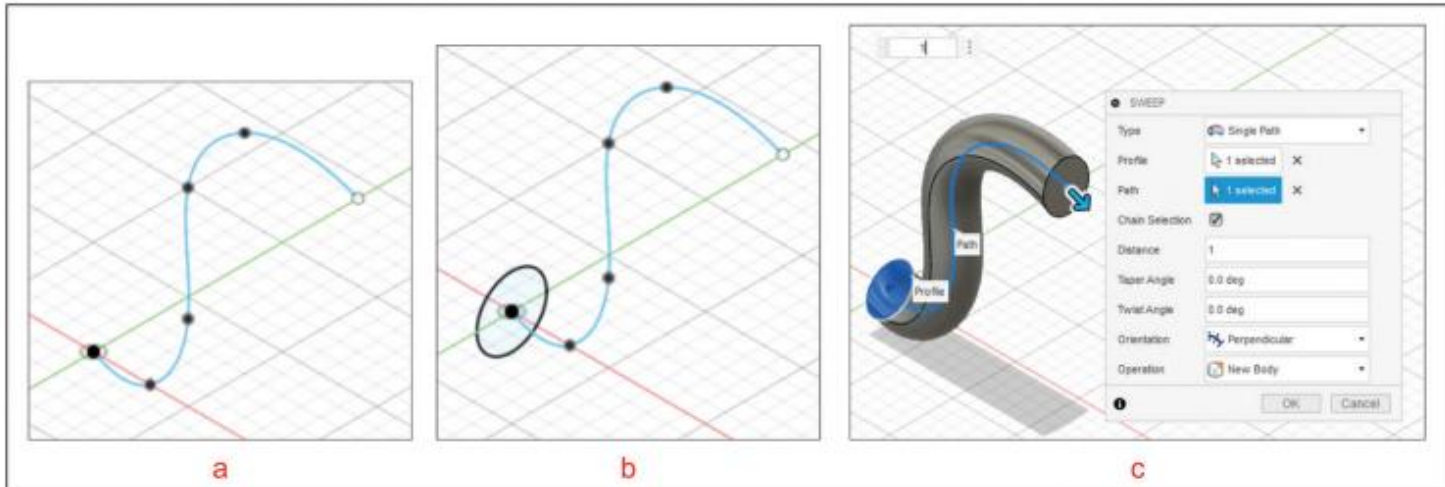 1
SWEEP
Type Single Path
Profile 1 selected ×
Path 1 selected ×
Chain Selection
Distance 1
Taper Angle 0.0 deg
Twist Angle 0.0 deg
Orientation Perpendicular
Operation New Body
OK Cancel
Path
Profile
a b c